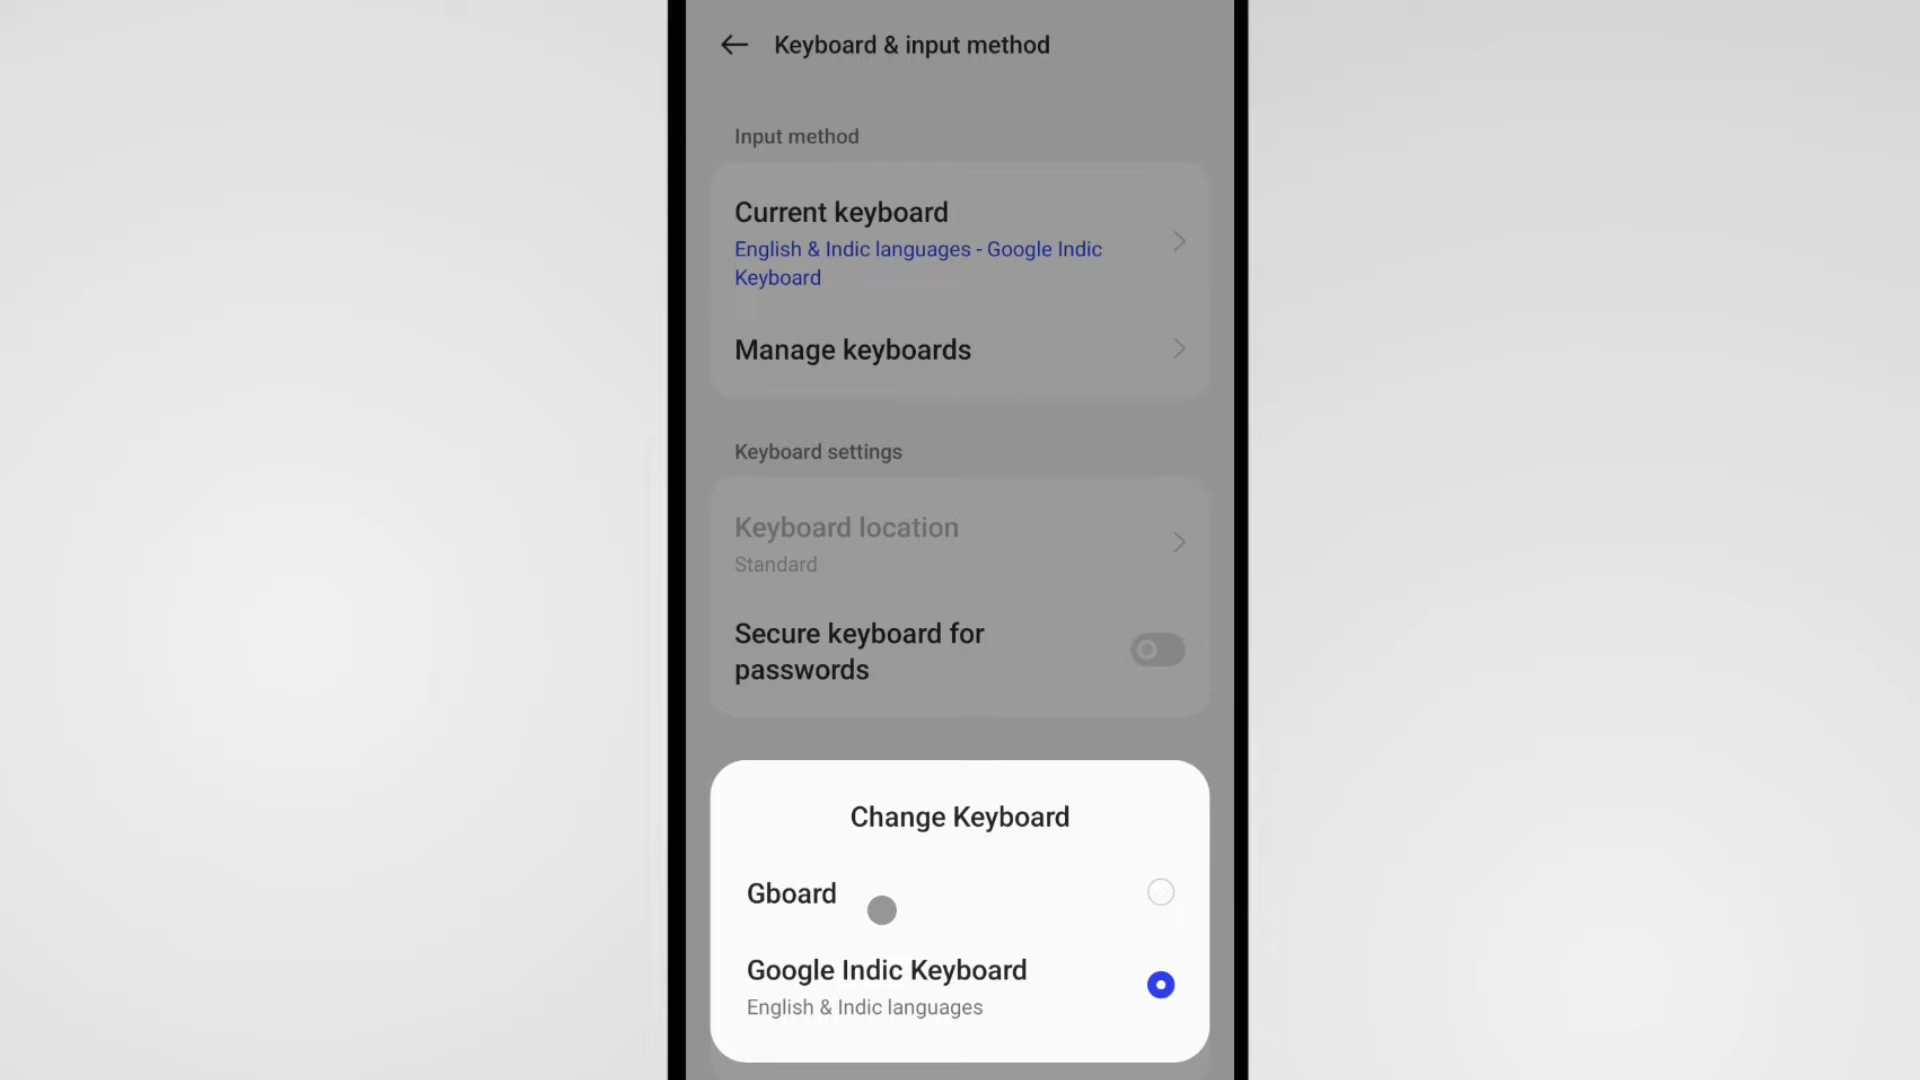 Keyboard & input method
Input method
Current keyboard
English & Indic languages - Google Indic
Keyboard
Manage keyboards
Keyboard settings
Keyboard location
Standard
Secure keyboard for
passwords
Change Keyboard
Gboard
Google Indic Keyboard
English & Indic languages